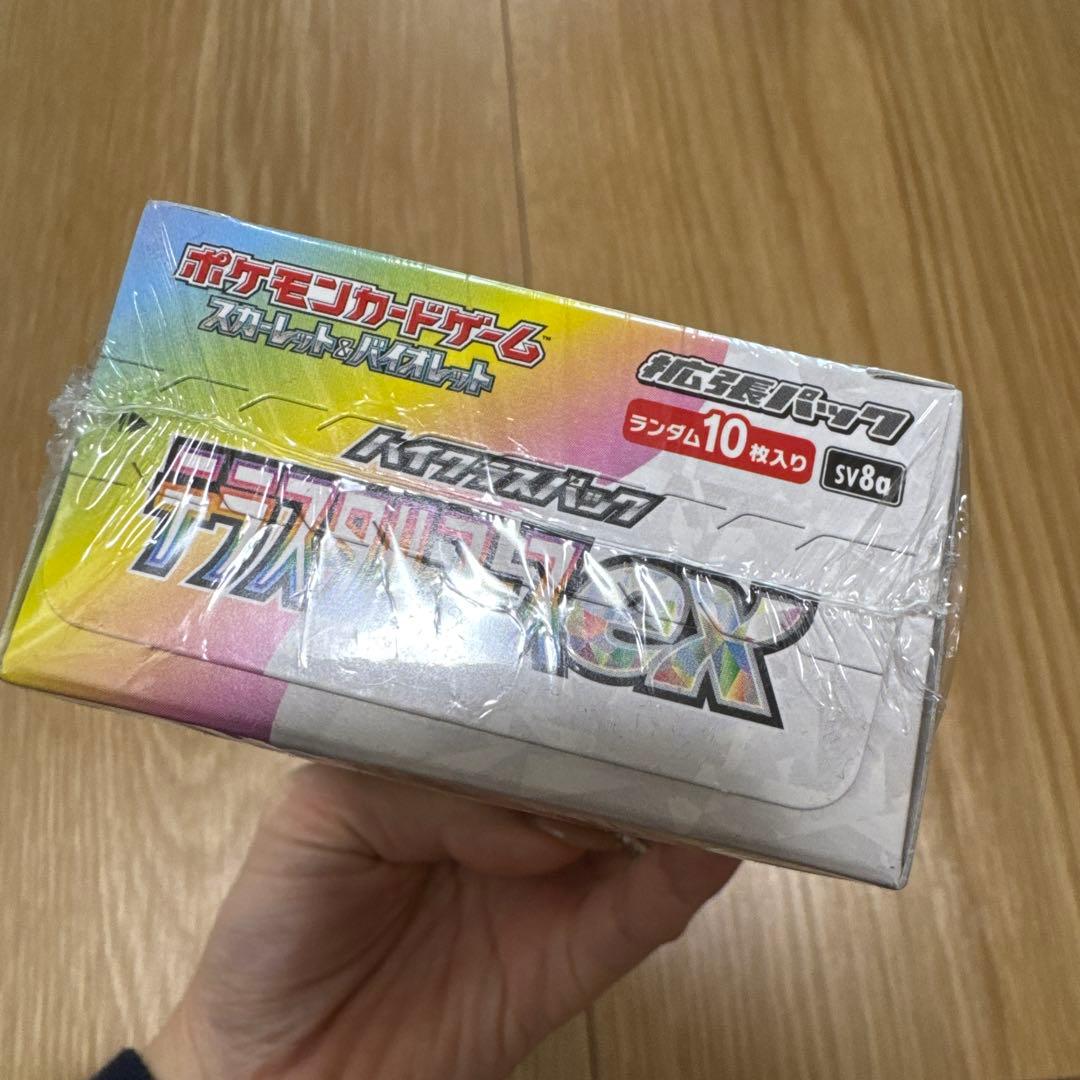 ポケモンカードゲーム™
スカーレット&バイオレット
拡張パック
ランダム10枚入り
SV8a
ハイクラスパック
テラスタルフェスex